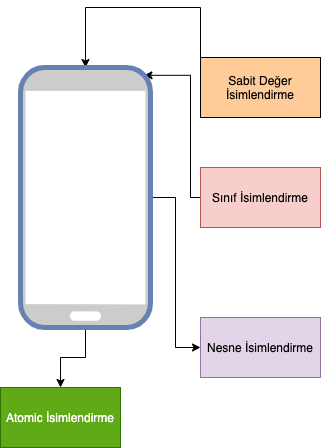 Sabit Değer
İsimlendirme
Sınıf İsimlendirme
Nesne İsimlendirme
Atomic İsimlendirme